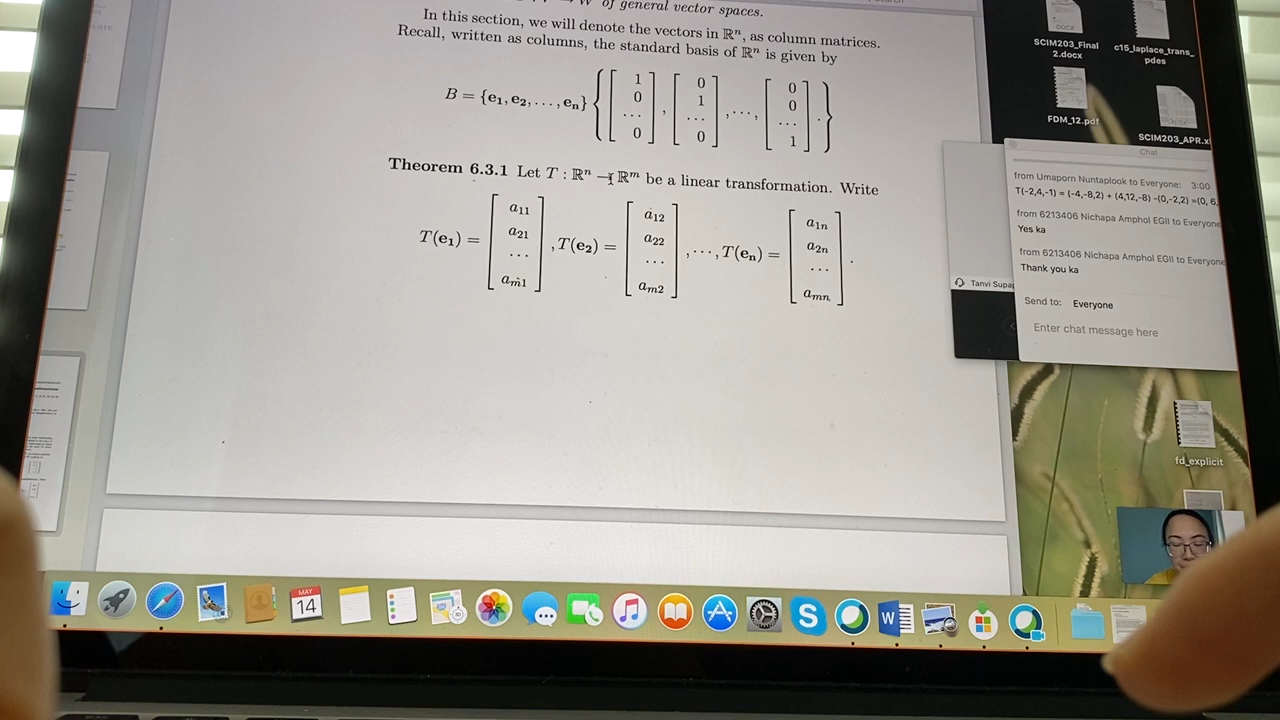 W of general vector spaces.
In this section, we will denote the vectors in ℝⁿ, as column matrices.
Recall, written as columns, the standard basis of ℝⁿ is given by
B = {e₁, e₂, . . . , eₙ} { [ 1 0 . . . 0 ] , [ 0 1 . . . 0 ] , . . . , [ 0 0 . . . 1 ] . }
Theorem 6.3.1 Let T : ℝⁿ → ℝᵐ be a linear transformation. Write
T(e₁) = [ a₁₁ a₂₁ . . . aₘ₁ ] , T(e₂) = [ a₁₂ a₂₂ . . . aₘ₂ ] , . . . , T(eₙ) = [ a₁ₙ a₂ₙ . . . aₘₙ ] .
DOCX
SCIM203_Final
2.docx
c15_laplace_trans_
pdes
FDM_12.pdf
SCIM203_APR.x
Chat
from Umaporn Nuntaplook to Everyone: 3:00
T(-2,4,-1) = (-4,-8,2) + (4,12,-8) -(0,-2,2) =(0, 6,
from 6213406 Nichapa Amphol EGII to Everyone
Yes ka
from 6213406 Nichapa Amphol EGII to Everyone
Thank you ka
Tanvi Supa
Send to: Everyone
Enter chat message here
fd_explicit
MAY
14
S
W